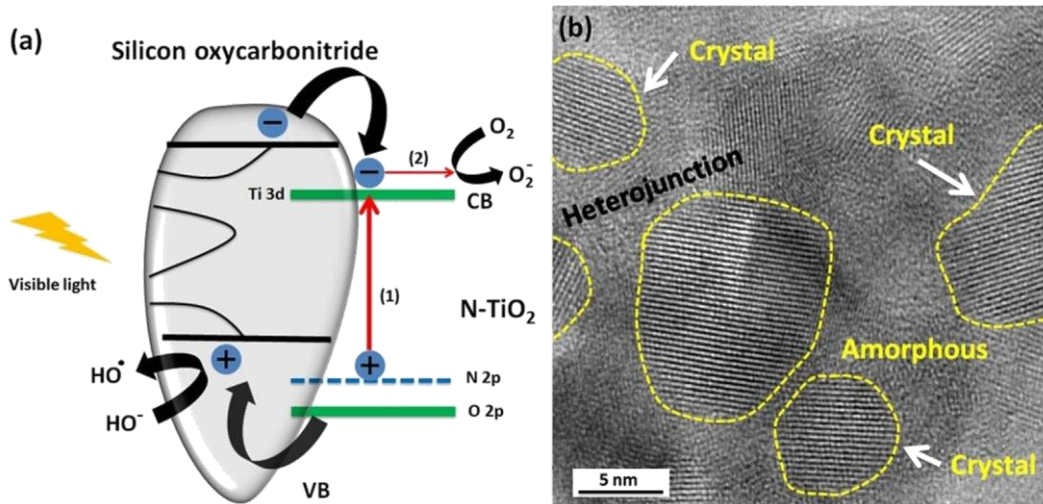 (a)
Silicon oxycarbonitride
−
O₂
−
(2)
O₂⁻
Ti 3d
CB
Visible light
(1)
N-TiO₂
+
+
HO•
N 2p
HO⁻
O 2p
VB
(b)
Crystal
Crystal
Heterojunction
Amorphous
Crystal
5 nm